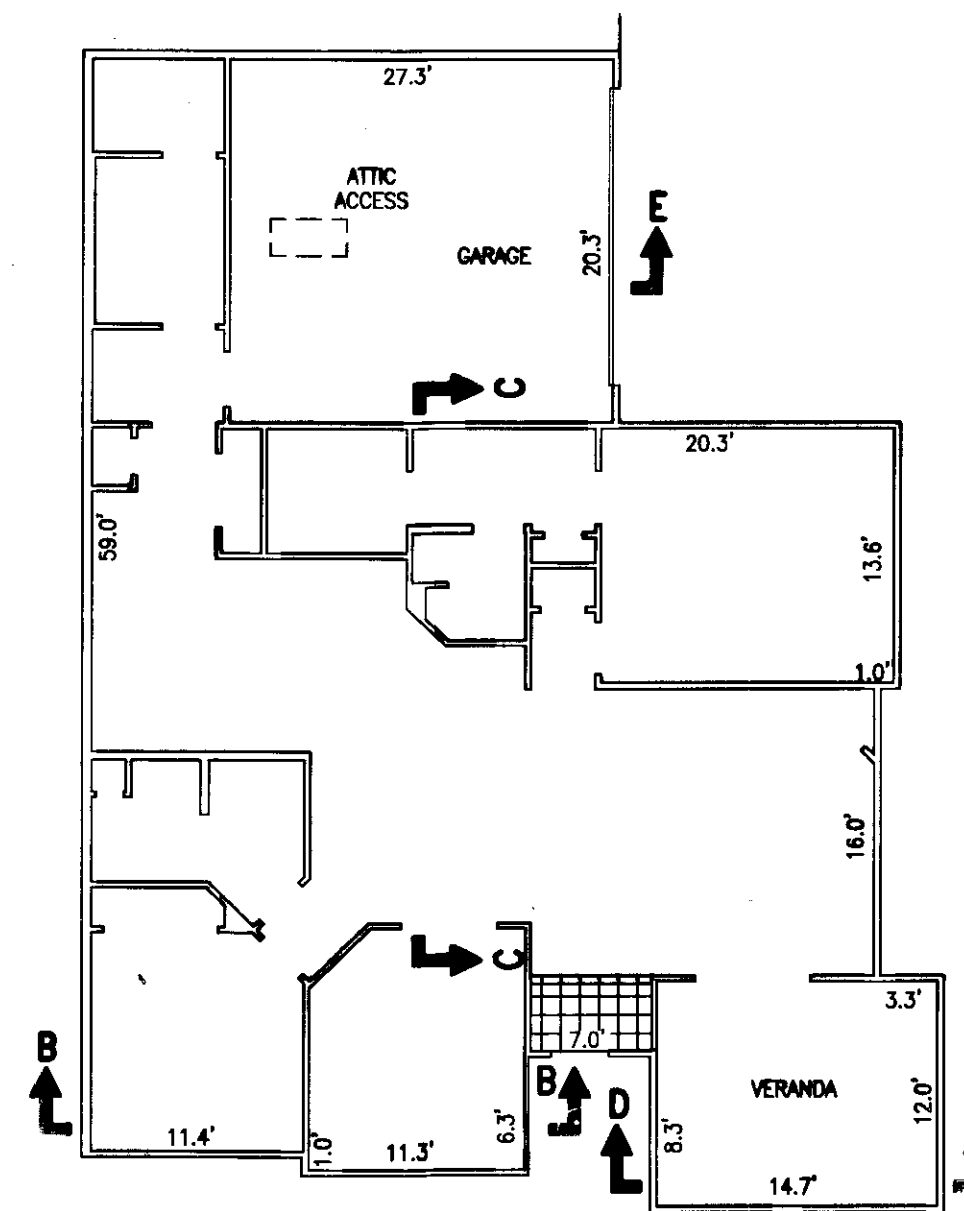 27.3'
ATTIC
ACCESS
E
GARAGE
20.3'
C
20.3'
59.0'
13.6'
1.0'
16.0'
C
3.3'
7.0'
B
B
VERANDA
12.0'
D
6.3'
8.3'
11.4'
1.0'
11.3'
14.7'